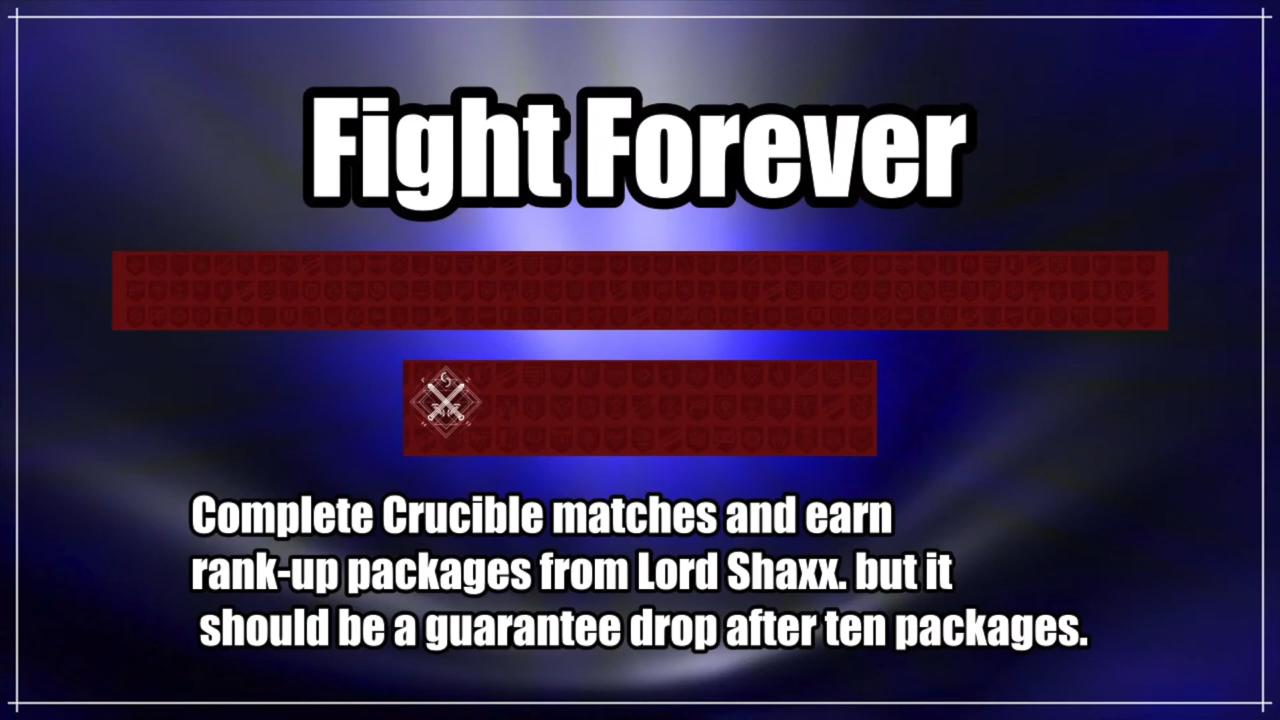 Fight Forever
Complete Crucible matches and earn
rank-up packages from Lord Shaxx. but it
should be a guarantee drop after ten packages.